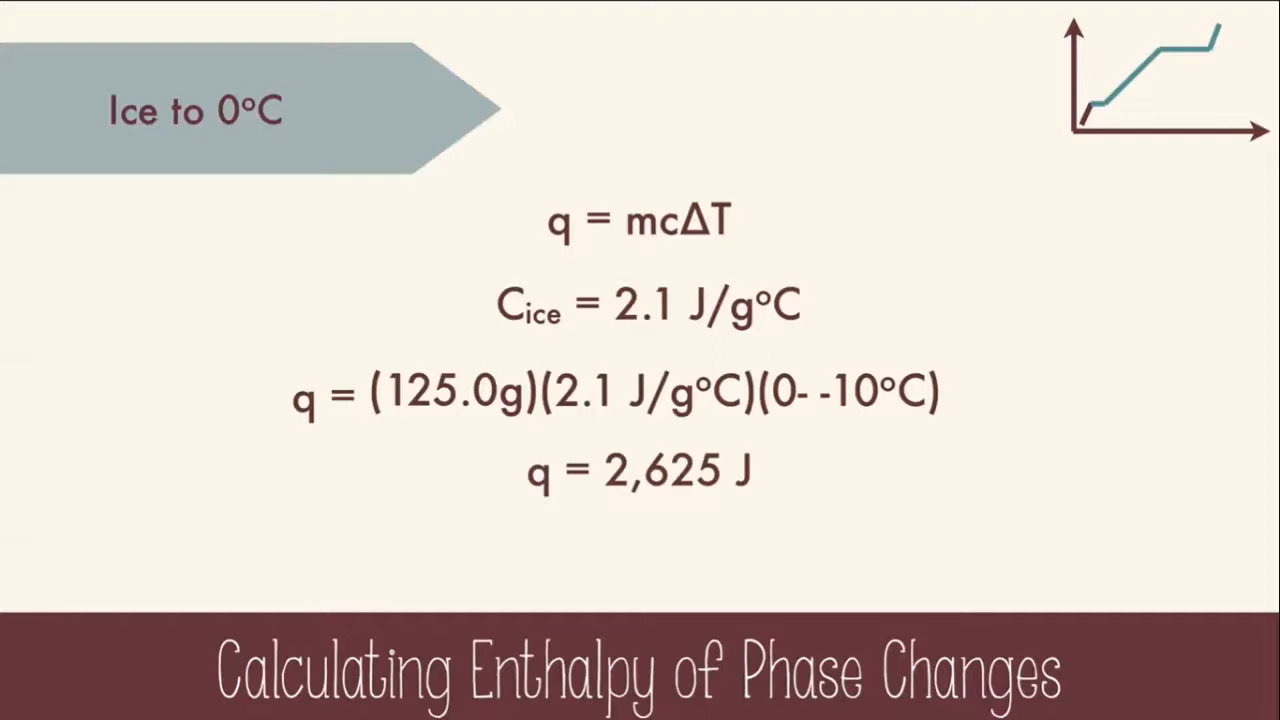 Ice to 0°C
q = mcΔT
Cice = 2.1 J/g°C
q = (125.0g)(2.1 J/g°C)(0- -10°C)
q = 2,625 J
Calculating Enthalpy of Phase Changes